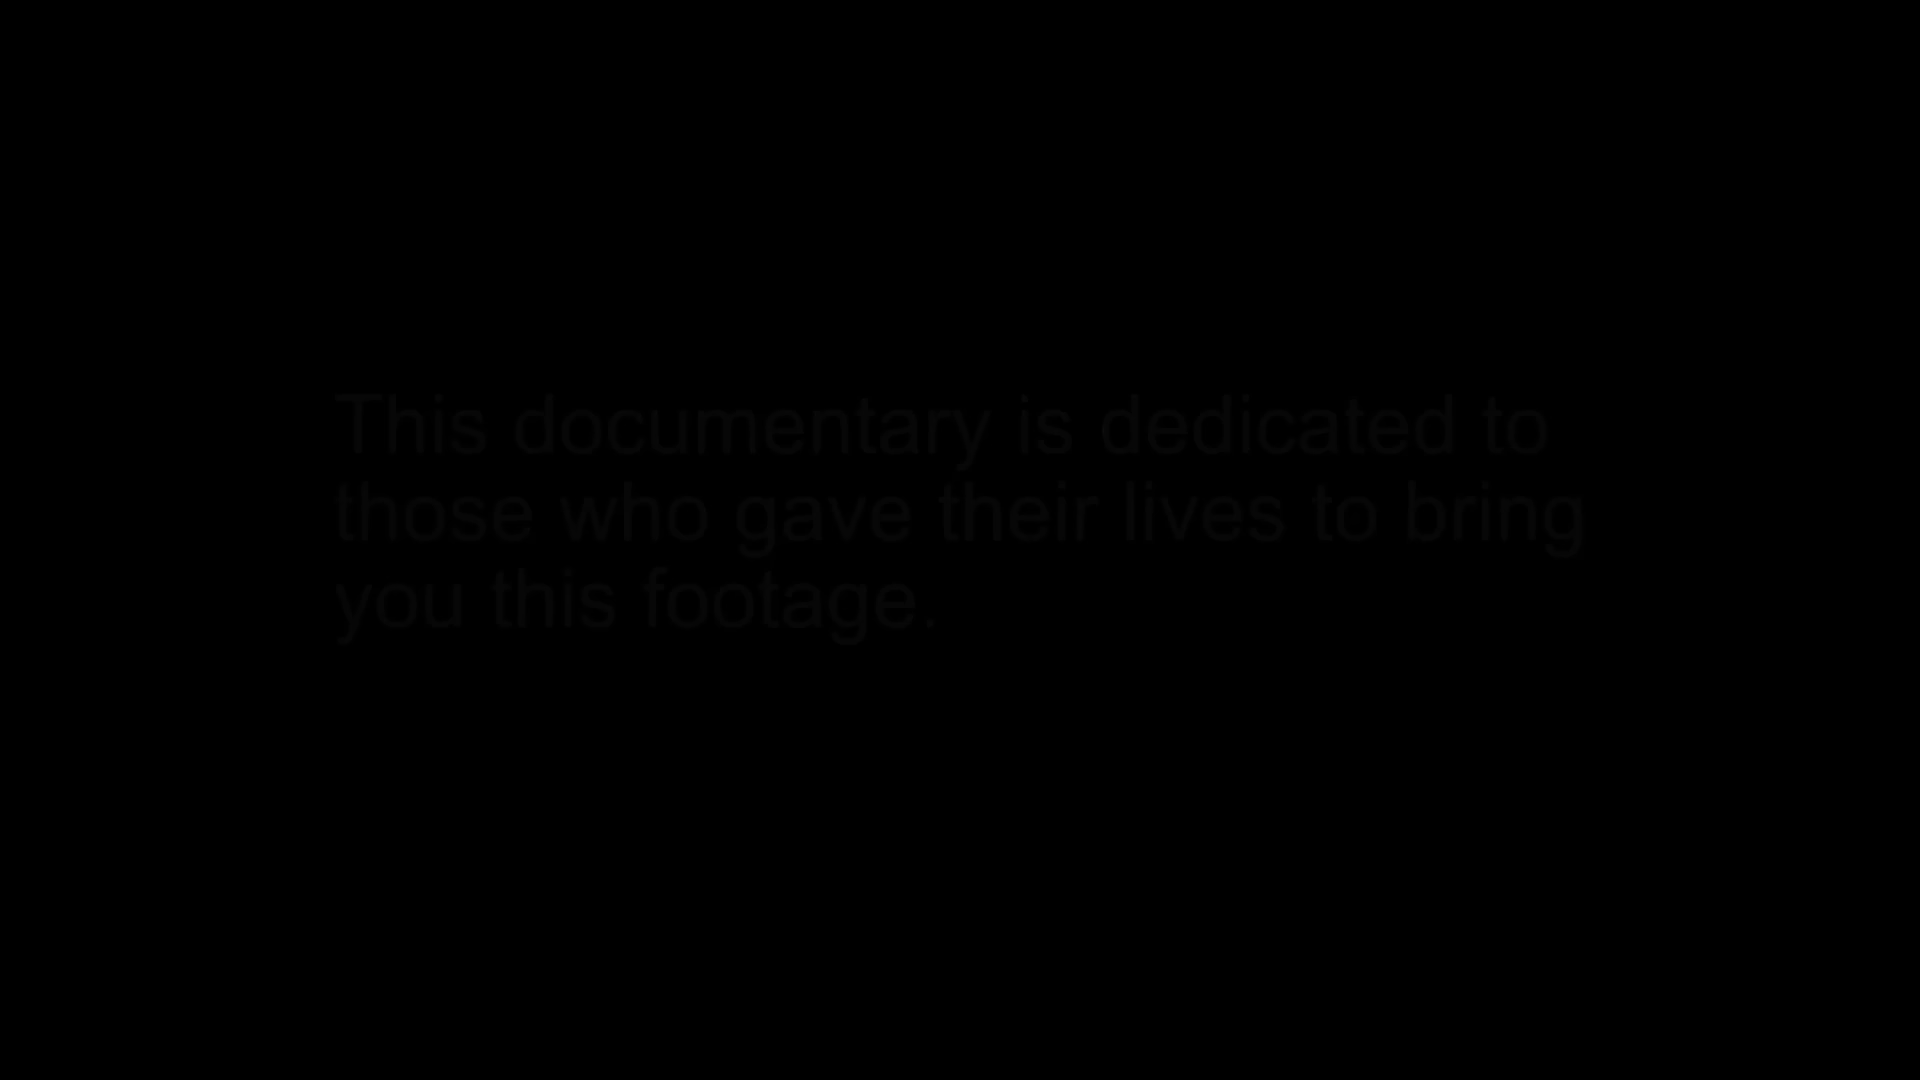 This documentary is dedicated to
those who gave their lives to bring
you this footage.